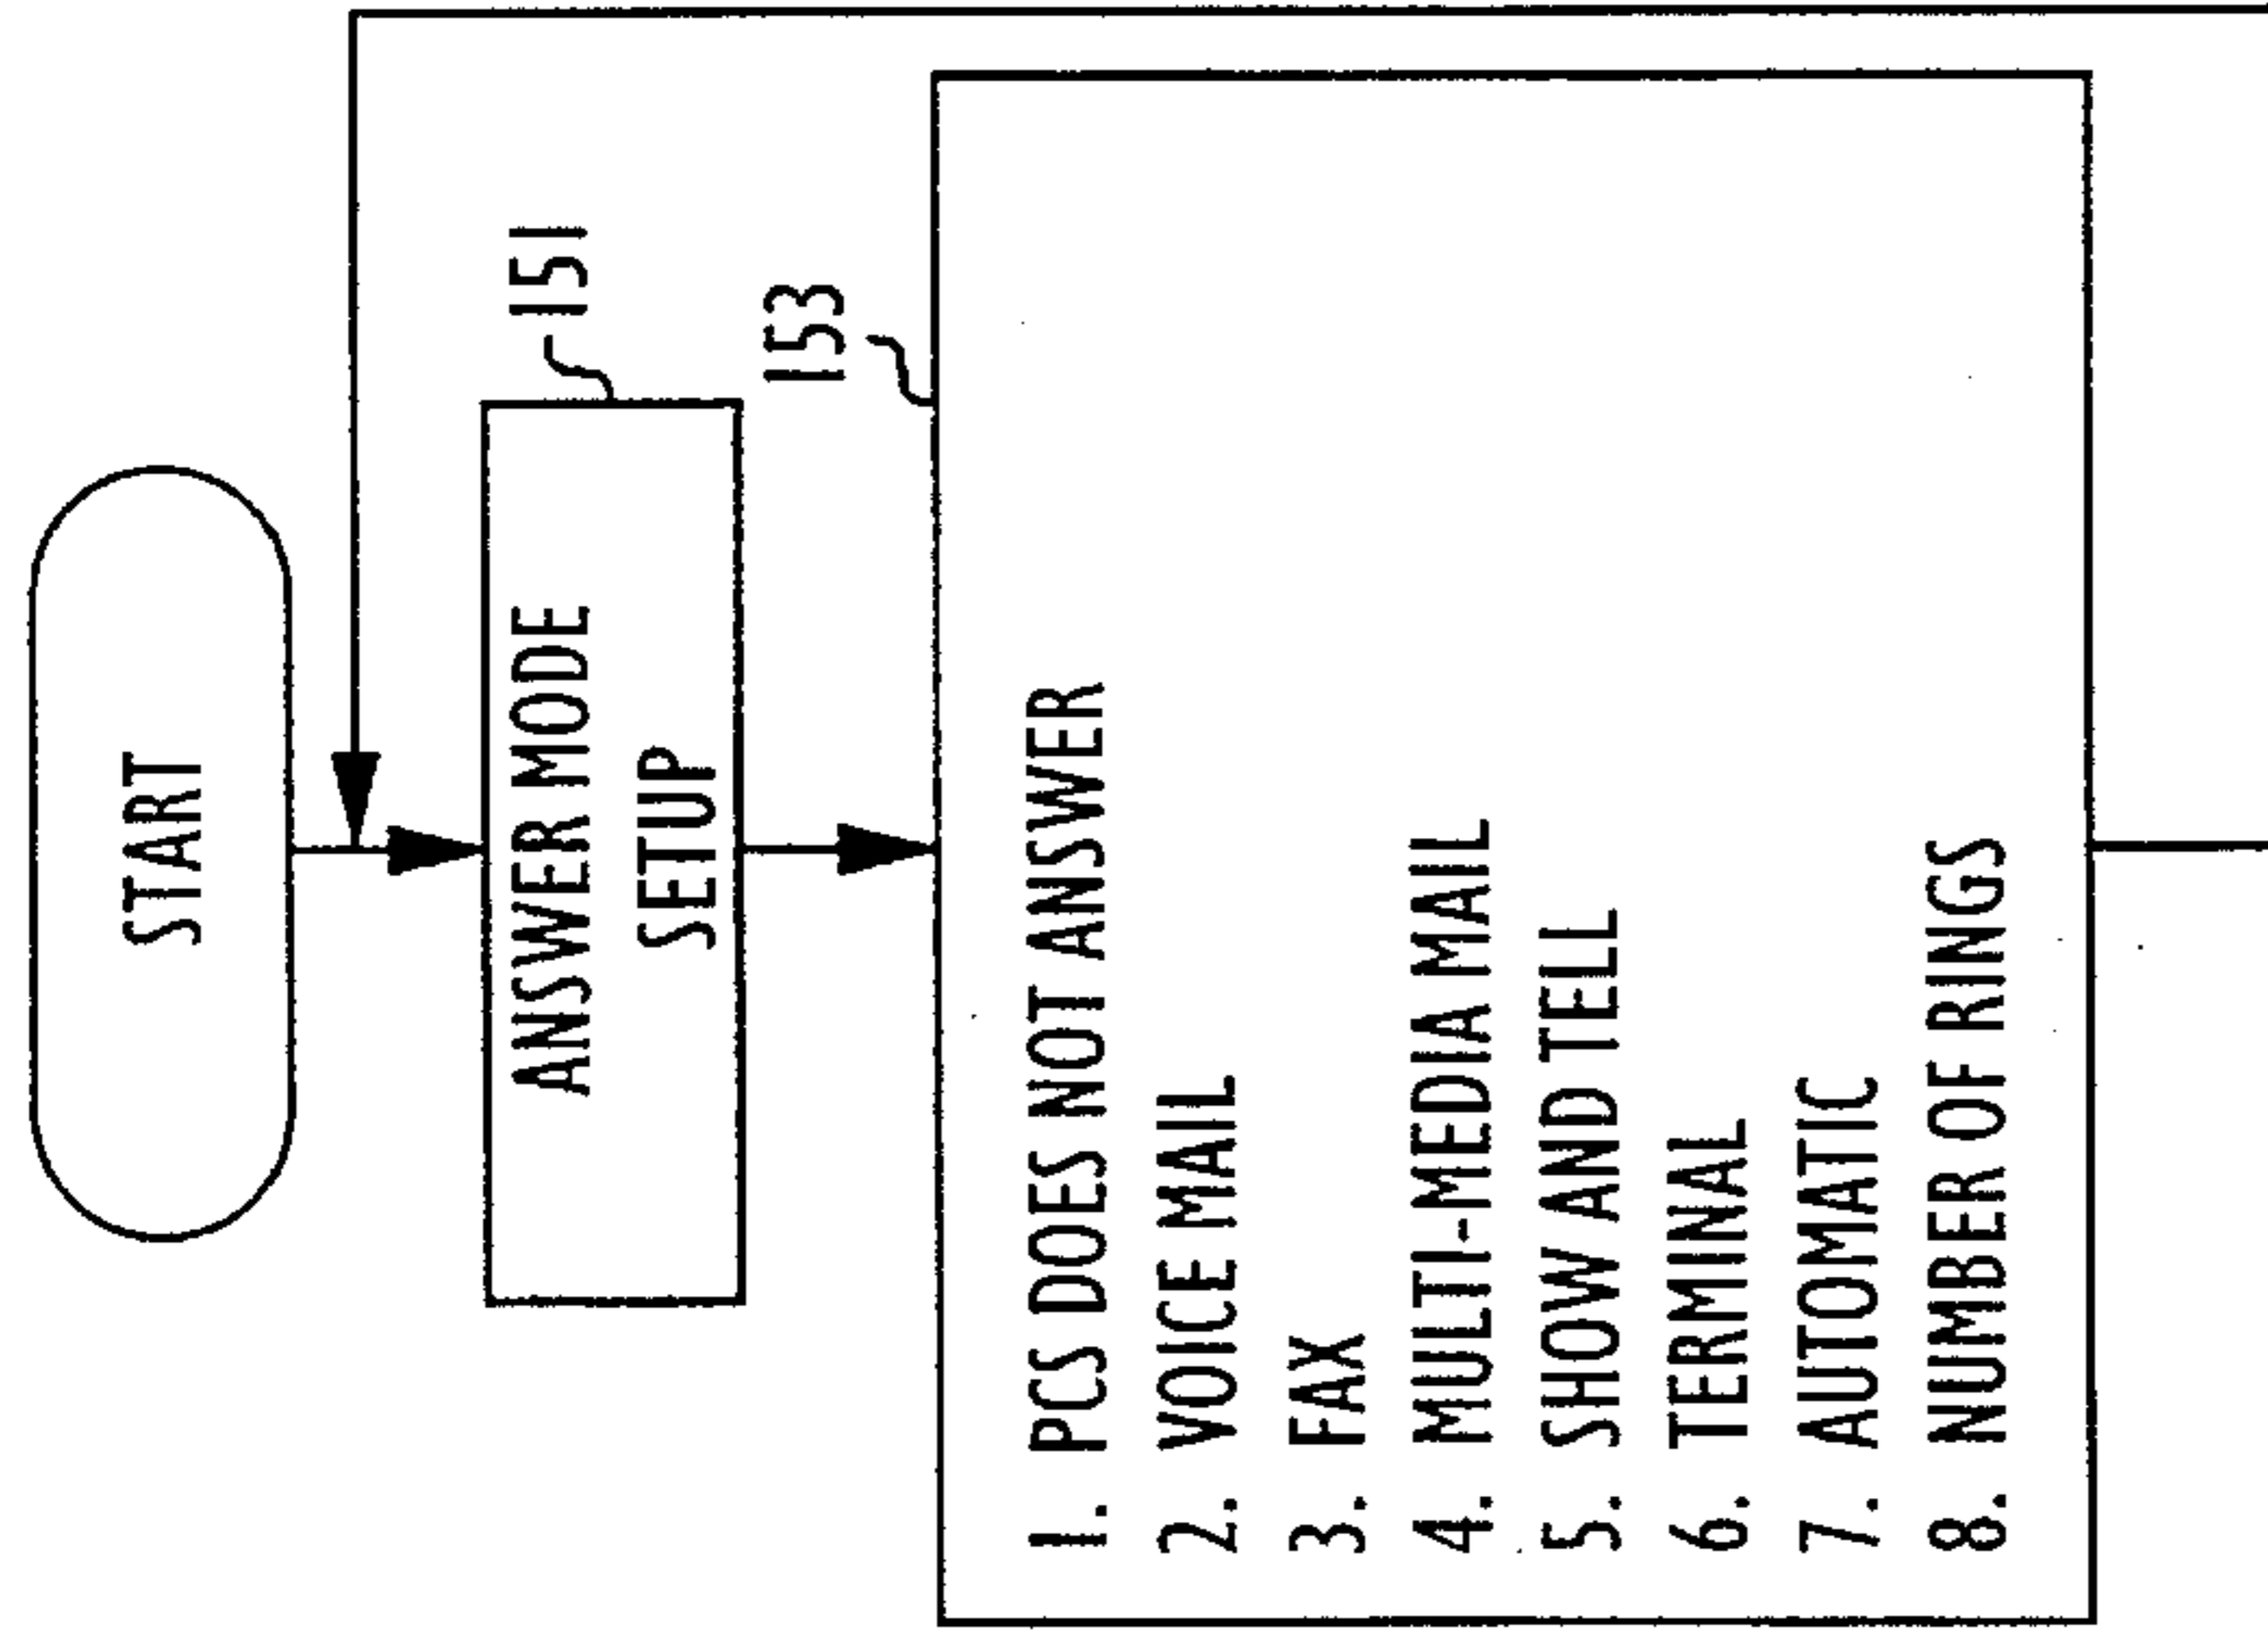 START
ANSWER MODE
SETUP
151
153
1. PCS DOES NOT ANSWER
2. VOICE MAIL
3. FAX
4. MULTI-MEDIA MAIL
5. SHOW AND TELL
6. TERMINAL
7. AUTOMATIC
8. NUMBER OF RINGS